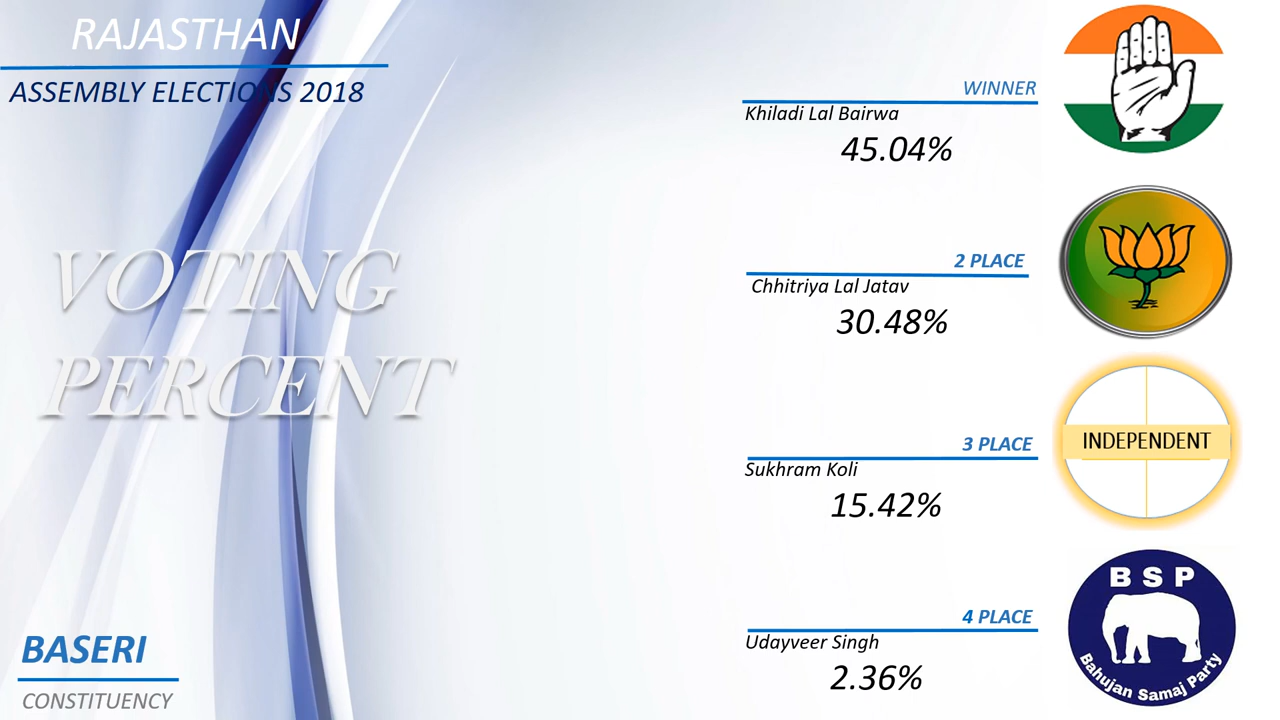 RAJASTHAN
ASSEMBLY ELECTIONS 2018
VOTING
PERCENT
BASERI
CONSTITUENCY
WINNER
Khiladi Lal Bairwa
45.04%
2 PLACE
Chhitriya Lal Jatav
30.48%
3 PLACE
Sukhram Koli
15.42%
INDEPENDENT
4 PLACE
Udayveer Singh
2.36%
BSP
Bahujan Samaj Party